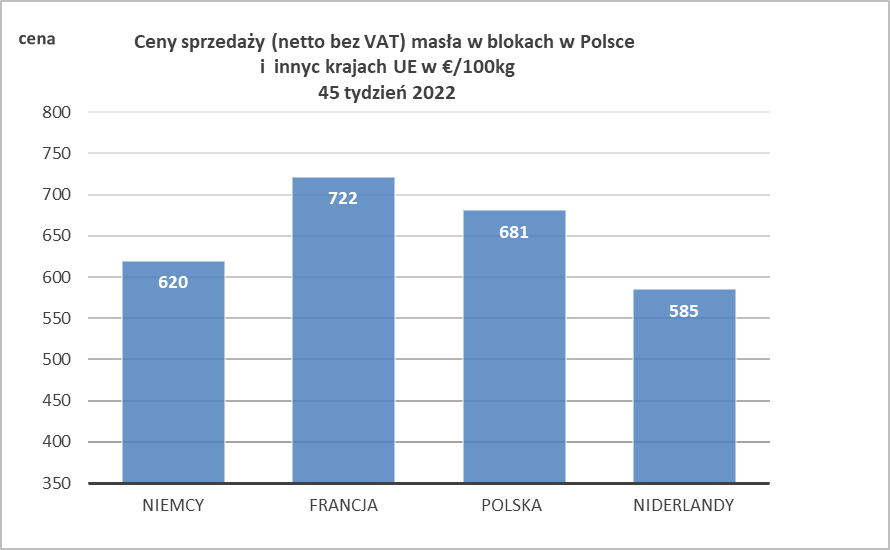 cena
Ceny sprzedaży (netto bez VAT) masła w blokach w Polsce
i innyc krajach UE w €/100kg
45 tydzień 2022
800
750
700
650
600
550
500
450
400
350
620
722
681
585
NIEMCY
FRANCJA
POLSKA
NIDERLANDY